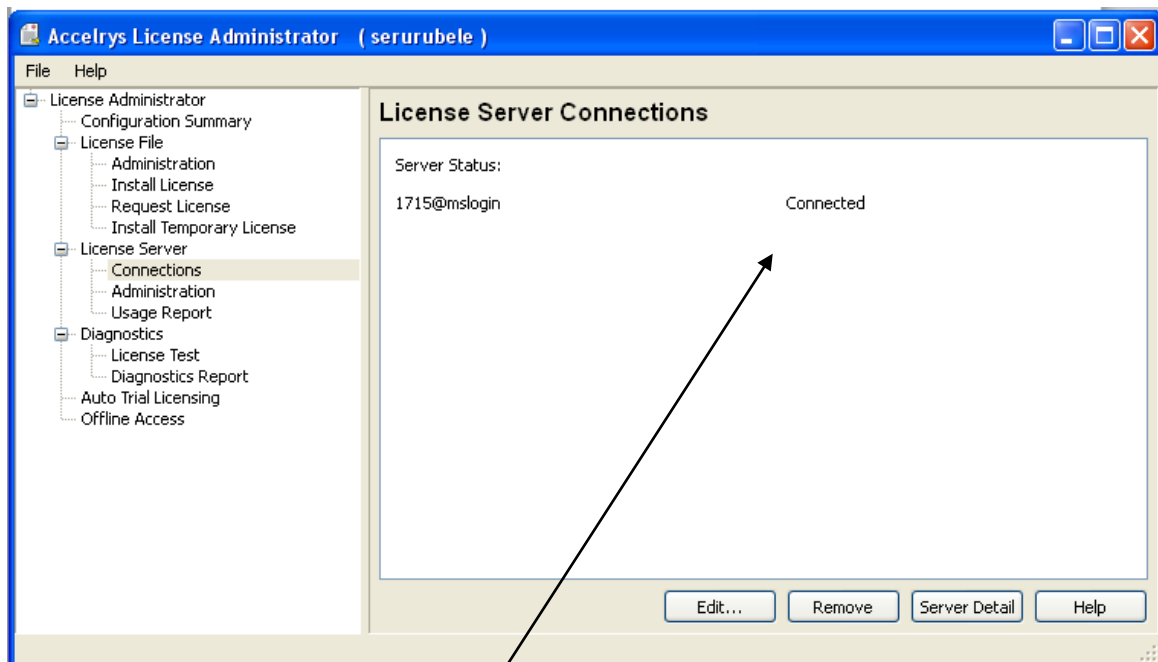 Accelrys License Administrator ( serurubele )
File Help
License Administrator
Configuration Summary
License File
Administration
Install License
Request License
Install Temporary License
License Server
Connections
Administration
Usage Report
Diagnostics
License Test
Diagnostics Report
Auto Trial Licensing
Offline Access
License Server Connections
Server Status:
1715@mslogin Connected
Edit... Remove Server Detail Help